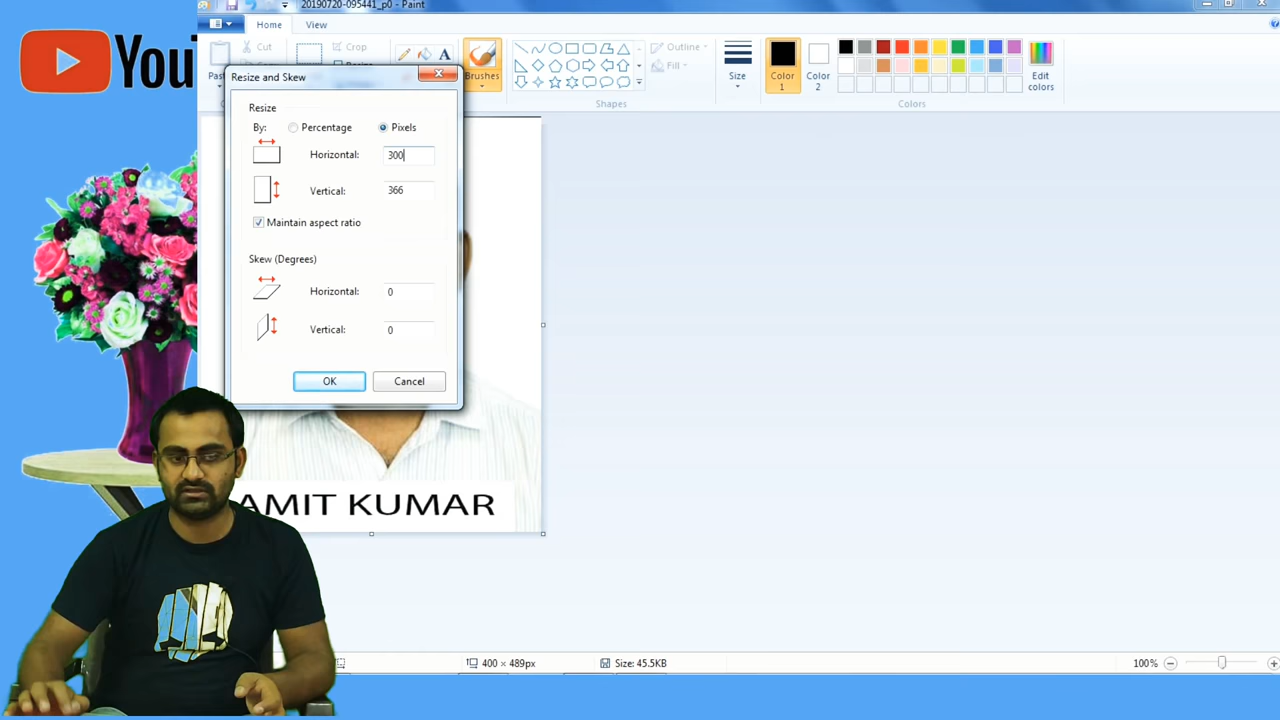 20190720-095441_p0 - Paint
YouT
Home
View
Paste
Cut
Crop
Brushes
Shapes
Outline
Fill
Size
Color
1
Color
2
Edit
colors
Colors
Resize and Skew
Resize
By:
Percentage
Pixels
Horizontal:
300
Vertical:
366
Maintain aspect ratio
Skew (Degrees)
Horizontal:
0
Vertical:
0
OK
Cancel
AMIT KUMAR
400 × 489px
Size: 45.5KB
100%